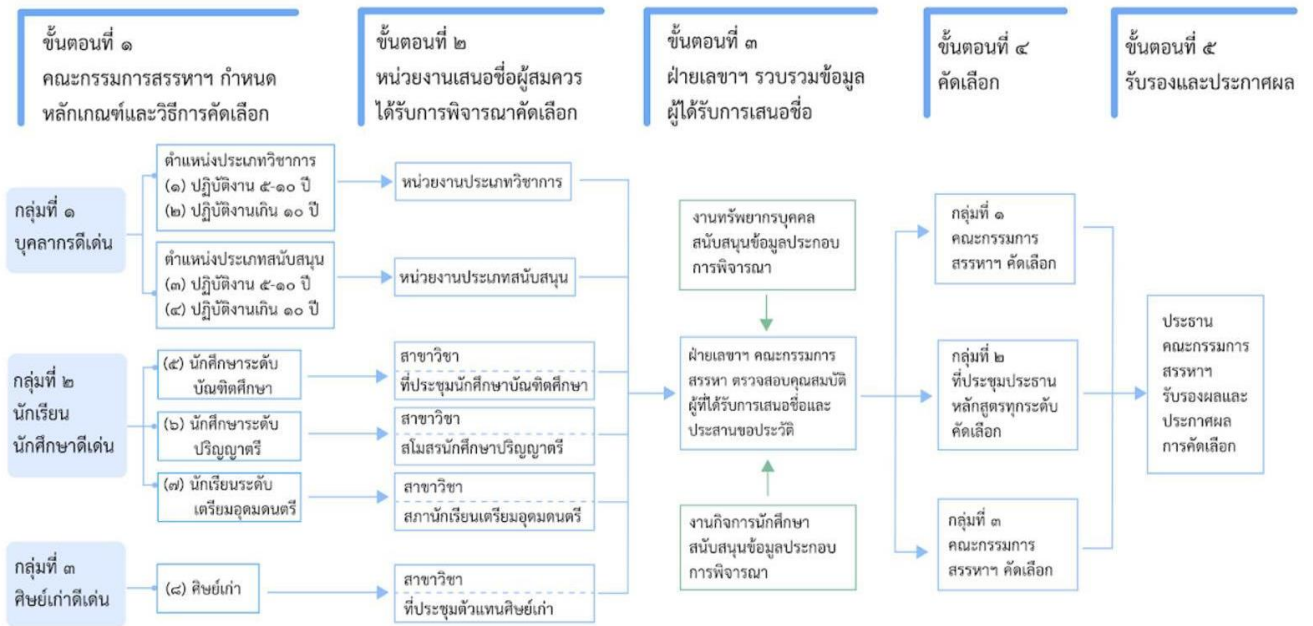 ขั้นตอนที่ ๑
คณะกรรมการสรรหาฯ กำหนด
หลักเกณฑ์และวิธีการคัดเลือก
ขั้นตอนที่ ๒
หน่วยงานเสนอชื่อผู้สมควร
ได้รับการพิจารณาคัดเลือก
ขั้นตอนที่ ๓
ฝ่ายเลขาฯ รวบรวมข้อมูล
ผู้ได้รับการเสนอชื่อ
ขั้นตอนที่ ๔
คัดเลือก
ขั้นตอนที่ ๕
รับรองและประกาศผล
กลุ่มที่ ๑
บุคลากรดีเด่น
ตำแหน่งประเภทวิชาการ
(๑) ปฏิบัติงาน ๕-๑๐ ปี
(๒) ปฏิบัติงานเกิน ๑๐ ปี
ตำแหน่งประเภทสนับสนุน
(๓) ปฏิบัติงาน ๕-๑๐ ปี
(๔) ปฏิบัติงานเกิน ๑๐ ปี
หน่วยงานประเภทวิชาการ
หน่วยงานประเภทสนับสนุน
กลุ่มที่ ๒
นักเรียน
นักศึกษาดีเด่น
(๕) นักศึกษาระดับ
บัณฑิตศึกษา
(๖) นักศึกษาระดับ
ปริญญาตรี
(๗) นักเรียนระดับ
เตรียมอุดมดนตรี
สาขาวิชา
ที่ประชุมนักศึกษาบัณฑิตศึกษา
สาขาวิชา
สโมสรนักศึกษาปริญญาตรี
สาขาวิชา
สภานักเรียนเตรียมอุดมดนตรี
กลุ่มที่ ๓
ศิษย์เก่าดีเด่น
(๘) ศิษย์เก่า
สาขาวิชา
ที่ประชุมตัวแทนศิษย์เก่า
งานทรัพยากรบุคคล
สนับสนุนข้อมูลประกอบ
การพิจารณา
ฝ่ายเลขาฯ คณะกรรมการ
สรรหา ตรวจสอบคุณสมบัติ
ผู้ที่ได้รับการเสนอชื่อและ
ประสานขอประวัติ
งานกิจการนักศึกษา
สนับสนุนข้อมูลประกอบ
การพิจารณา
กลุ่มที่ ๑
คณะกรรมการ
สรรหาฯ คัดเลือก
กลุ่มที่ ๒
ที่ประชุมประธาน
หลักสูตรทุกระดับ
คัดเลือก
กลุ่มที่ ๓
คณะกรรมการ
สรรหาฯ คัดเลือก
ประธาน
คณะกรรมการ
สรรหาฯ
รับรองผลและ
ประกาศผล
การคัดเลือก